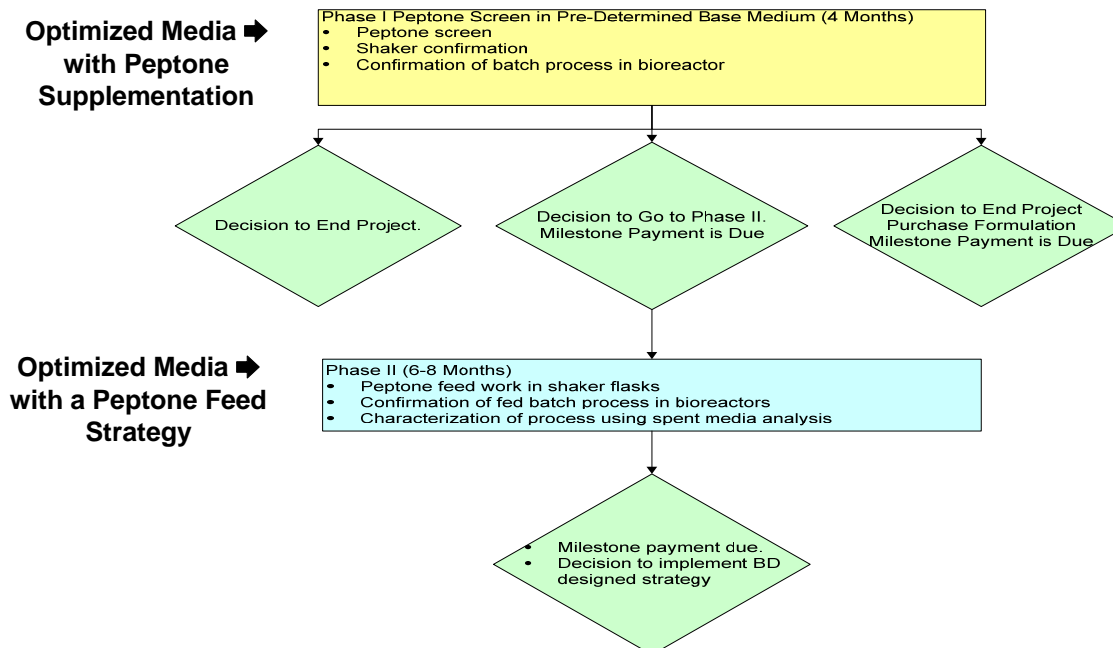 Optimized Media 🡺
with Peptone
Supplementation
Phase I Peptone Screen in Pre-Determined Base Medium (4 Months)
• Peptone screen
• Shaker confirmation
• Confirmation of batch process in bioreactor
Decision to End Project.
Decision to Go to Phase II.
Milestone Payment is Due
Decision to End Project
Purchase Formulation
Milestone Payment is Due
Optimized Media 🡺
with a Peptone Feed
Strategy
Phase II (6-8 Months)
• Peptone feed work in shaker flasks
• Confirmation of fed batch process in bioreactors
• Characterization of process using spent media analysis
• Milestone payment due.
• Decision to implement BD
designed strategy